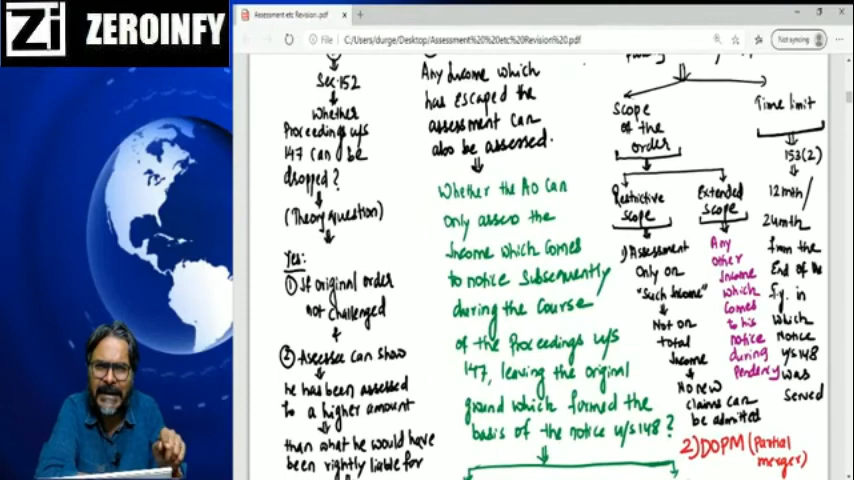 Zi ZEROINFY
Assessment etc Revision.pdf
File C:/Users/durge/Desktop/Assessment%20%20etc%20Revision%20.pdf
Not syncing
Sec.152
Whether
Proceedings u/s
147 can be
dropped?
(Theory question)
Yes:
① If original order
not challenged
+
② Assessee can show
he has been assessed
to a higher amount
than what he would have
been rightly liable for
Any Income which
has escaped the
assessment can
also be assessed.
Whether the AO Can
only assess the
Income which comes
to notice subsequently
during the course
of the Proceedings u/s
147, leaving the original
ground which formed the
basis of the notice u/s 148?
Scope
of the
order
Restrictive
scope
1) Assessment
only on
"Such Income"
Not on
total
Income
No new
claims can
be admitted
Extended
Scope
Any
other
Income
which
comes
to his
notice
during
Pendency
Time limit
153(2)
12mth/
24mth
from the
End of the
f.y. in
which
Notice
u/s 148
was
served
2) DOPM (Partial
merger)